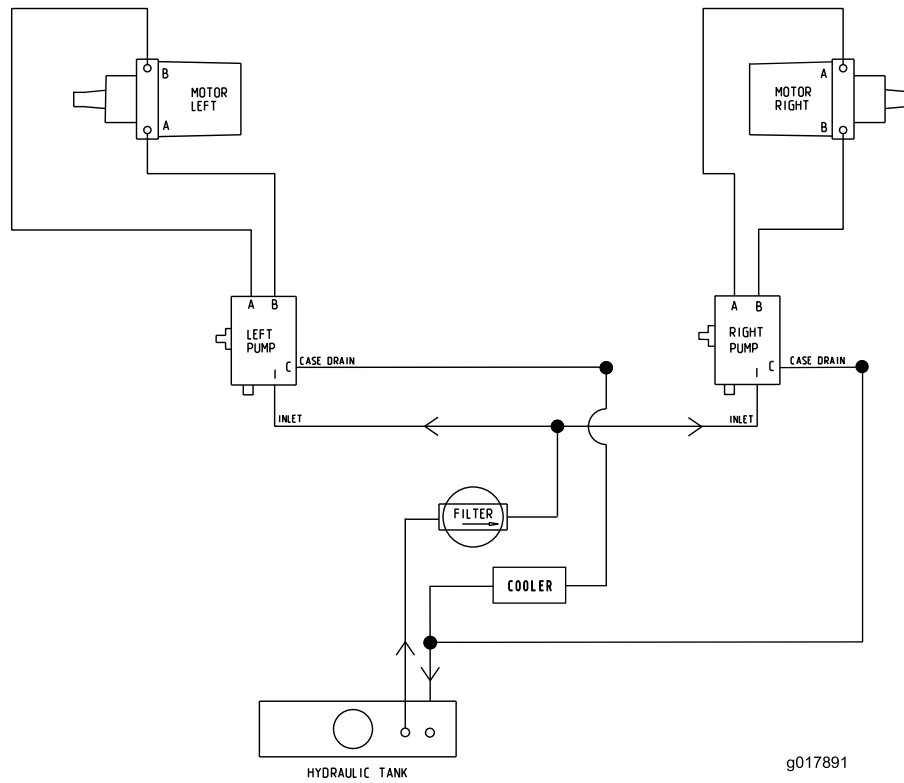 B
MOTOR
LEFT
A
A
MOTOR
RIGHT
B
A B
LEFT
PUMP
C
I
CASE DRAIN
INLET
A B
RIGHT
PUMP
C
I
CASE DRAIN
INLET
FILTER
COOLER
HYDRAULIC TANK
g017891